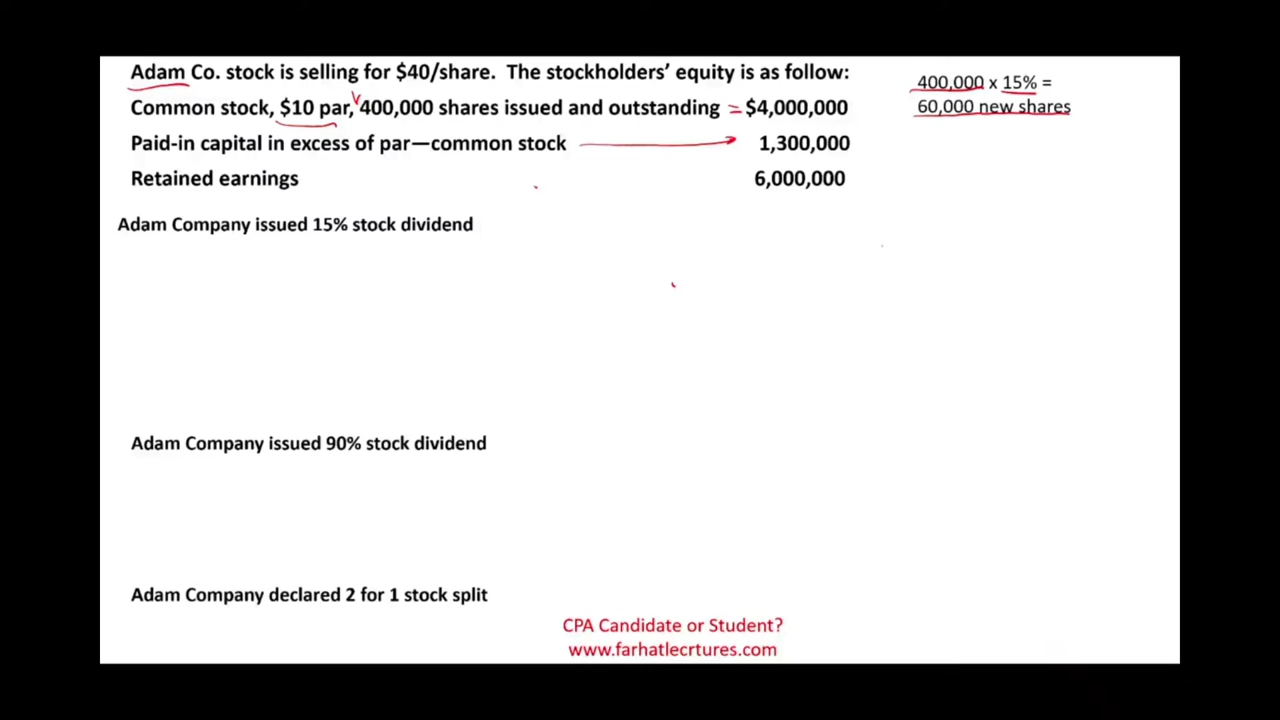 Adam Co. stock is selling for $40/share. The stockholders' equity is as follow:
Common stock, $10 par, 400,000 shares issued and outstanding = $4,000,000
Paid-in capital in excess of par—common stock 1,300,000
Retained earnings 6,000,000
400,000 x 15% =
60,000 new shares
Adam Company issued 15% stock dividend
Adam Company issued 90% stock dividend
Adam Company declared 2 for 1 stock split
CPA Candidate or Student?
www.farhatlecrtures.com